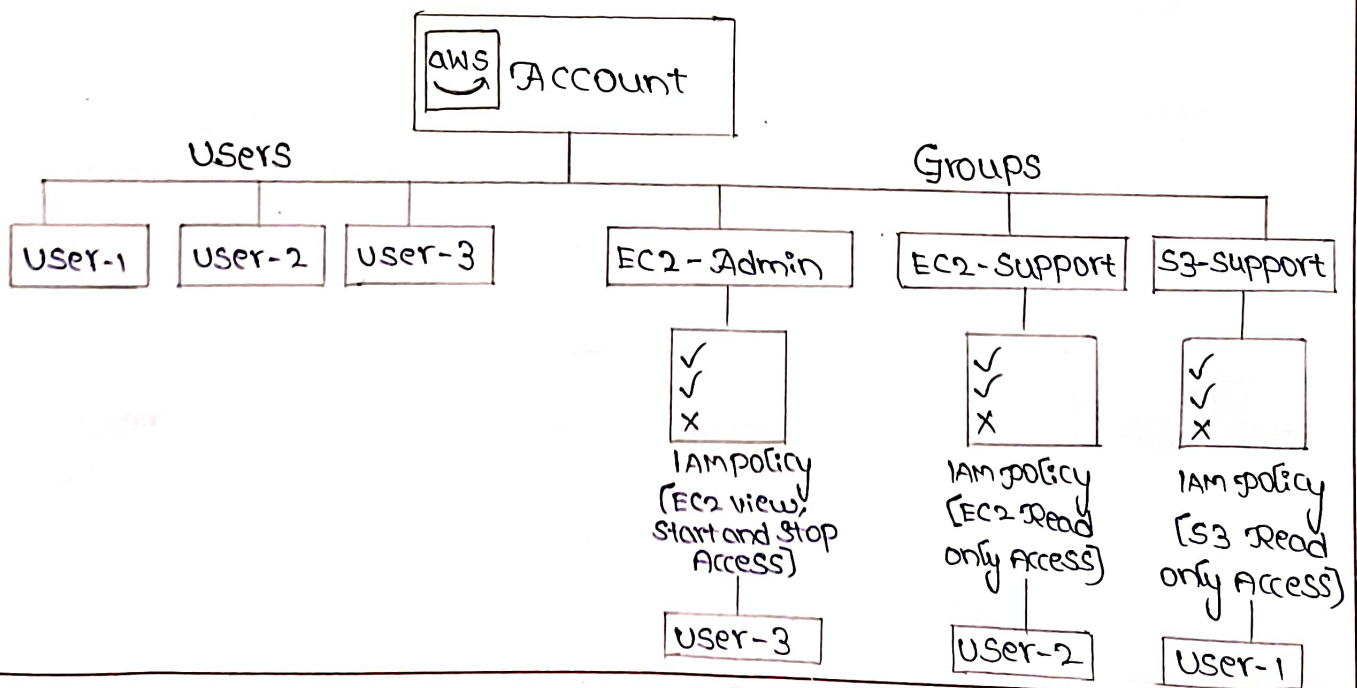 aws
Account
Users
Groups
User-1
User-2
User-3
EC2-Admin
EC2-Support
S3-Support
✓
✓
X
IAM policy
[EC2 view,
Start and Stop
Access]
User-3
✓
✓
X
IAM policy
[EC2 Read
only Access]
User-2
✓
✓
X
IAM policy
[S3 Read
only Access]
User-1